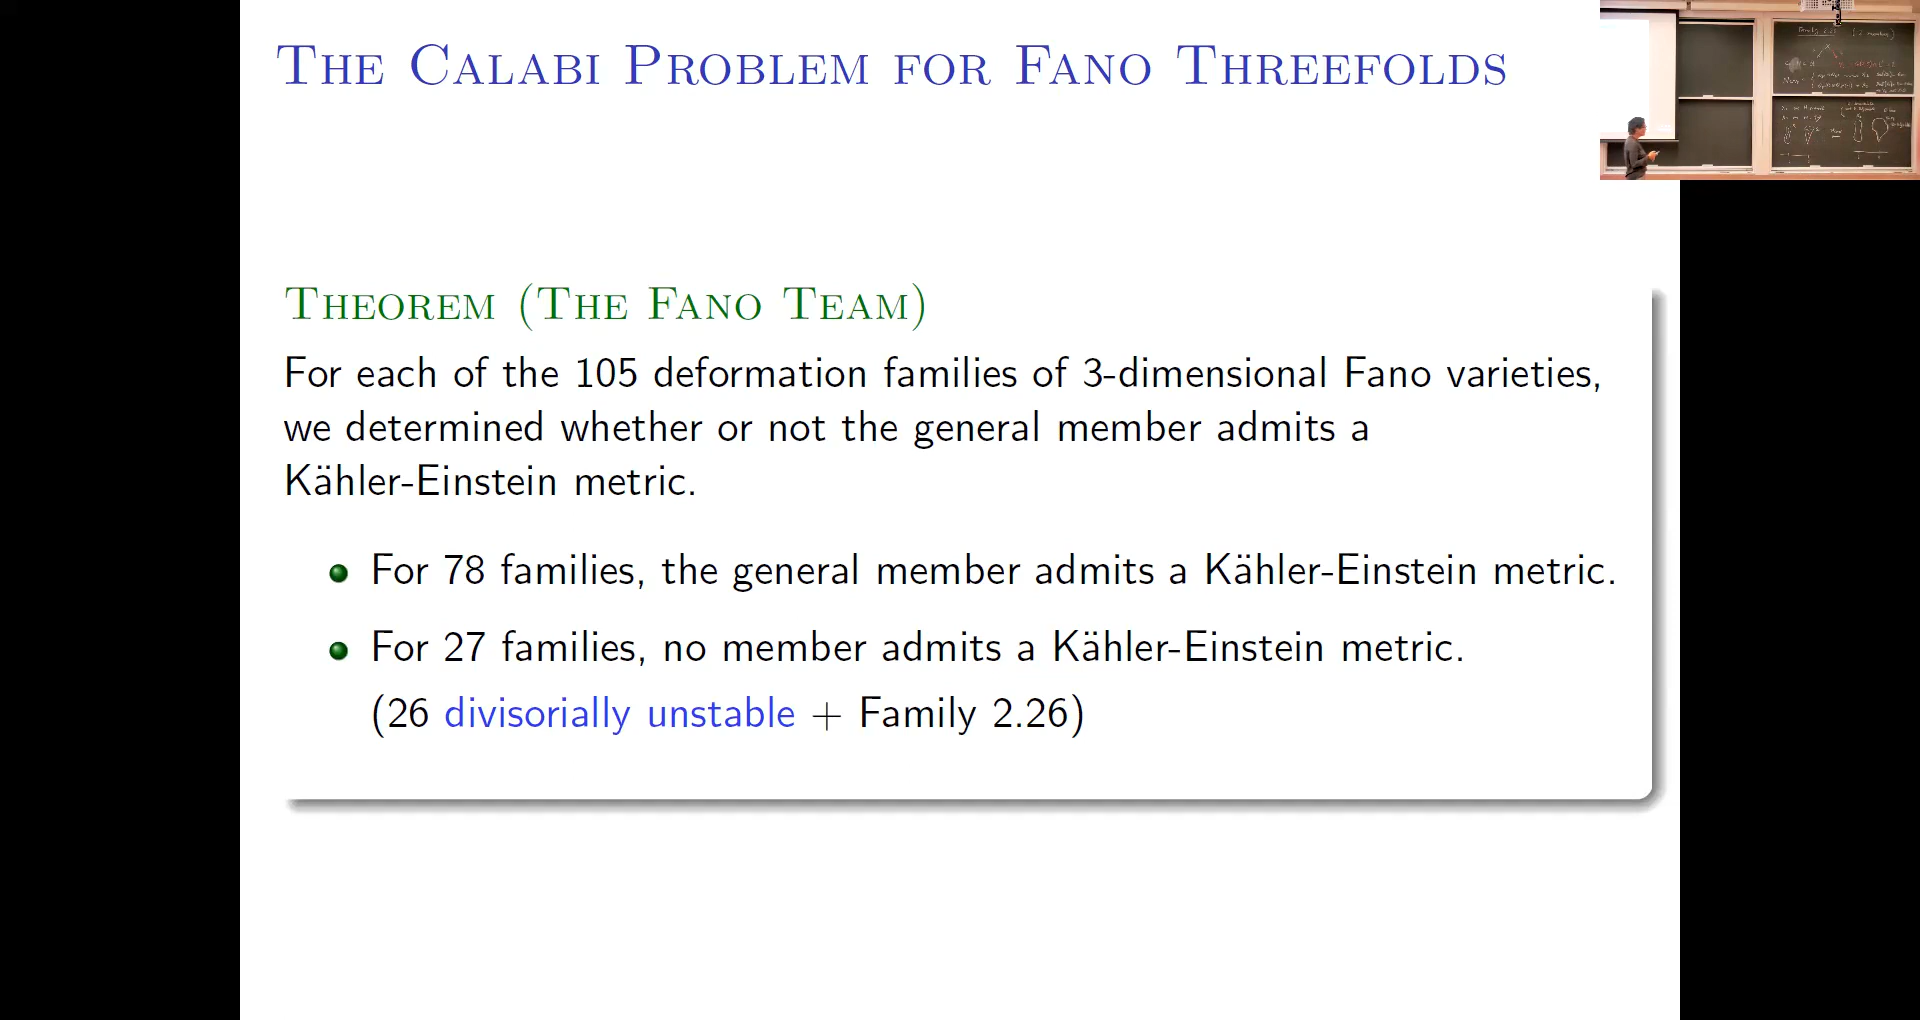 THE CALABI PROBLEM FOR FANO THREEFOLDS
THEOREM (THE FANO TEAM)
For each of the 105 deformation families of 3-dimensional Fano varieties,
we determined whether or not the general member admits a
Kähler-Einstein metric.
For 78 families, the general member admits a Kähler-Einstein metric.
For 27 families, no member admits a Kähler-Einstein metric.
(26 divisorially unstable + Family 2.26)